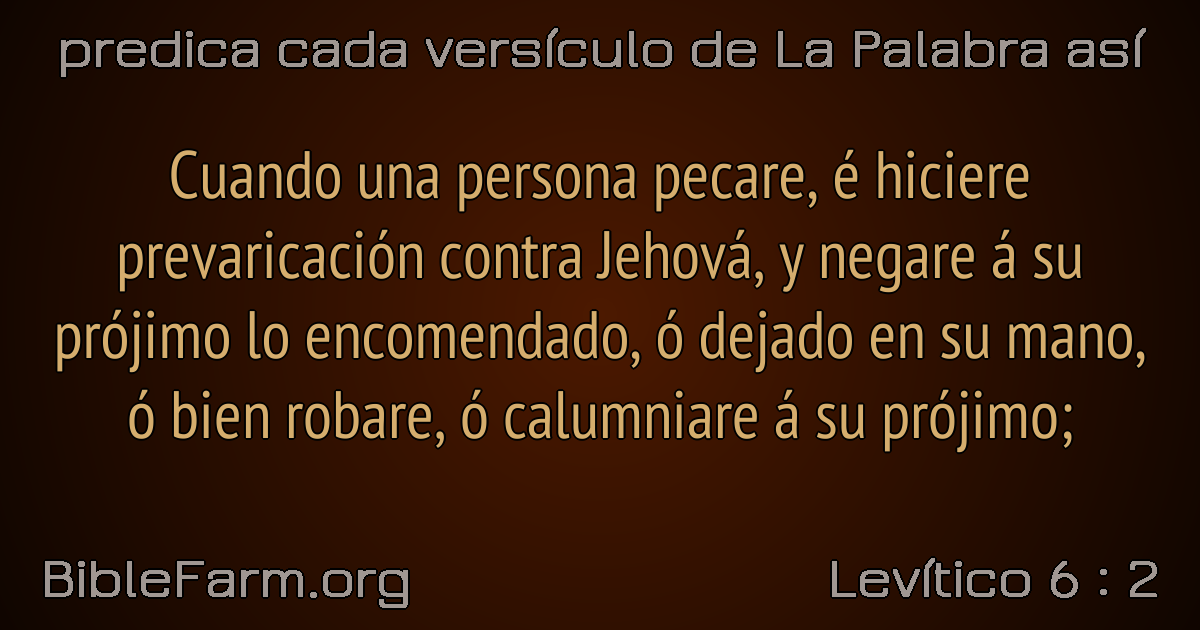 predica cada versículo de La Palabra así
Cuando una persona pecare, é hiciere
prevaricación contra Jehová, y negare á su
prójimo lo encomendado, ó dejado en su mano,
ó bien robare, ó calumniare á su prójimo;
BibleFarm.org
Levítico 6 : 2